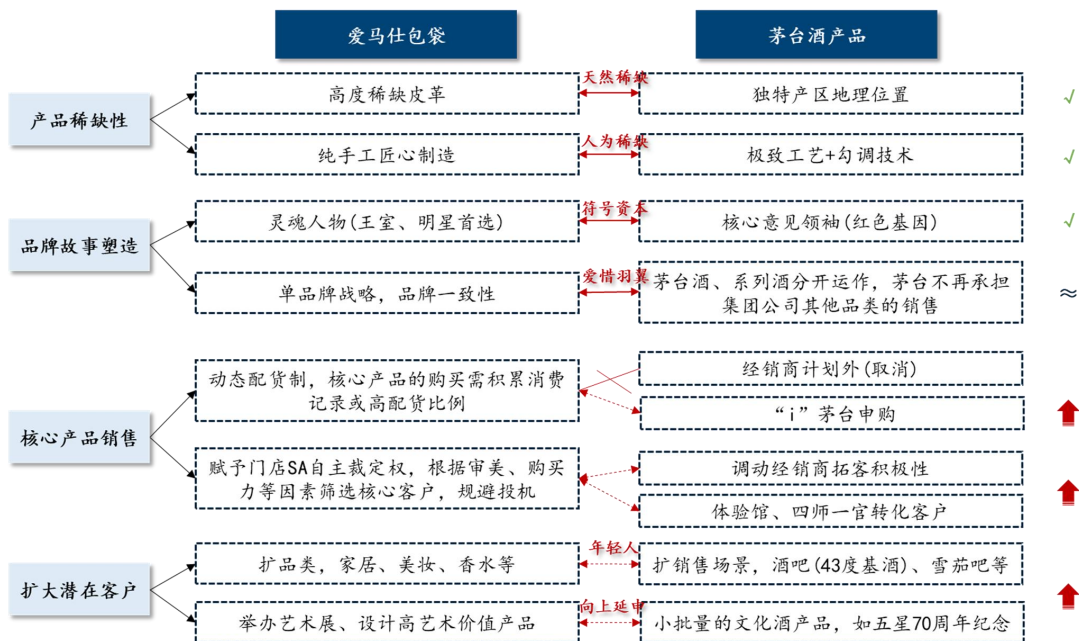 爱马仕包袋
茅台酒产品
产品稀缺性
高度稀缺皮革
天然稀缺
独特产区地理位置
√
纯手工匠心制造
人为稀缺
极致工艺+勾调技术
√
品牌故事塑造
灵魂人物(王室、明星首选)
符号资本
核心意见领袖(红色基因)
√
单品牌战略，品牌一致性
爱惜羽翼
茅台酒、系列酒分开运作，茅台不再承担
集团公司其他品类的销售
≈
核心产品销售
动态配货制，核心产品的购买需积累消费
记录或高配货比例
经销商计划外(取消)
“i”茅台申购
赋予门店SA自主裁定权，根据审美、购买
力等因素筛选核心客户，规避投机
调动经销商拓客积极性
体验馆、四师一官转化客户
扩大潜在客户
扩品类，家居、美妆、香水等
年轻人
扩销售场景，酒吧(43度基酒)、雪茄吧等
举办艺术展、设计高艺术价值产品
向上延申
小批量的文化酒产品，如五星70周年纪念